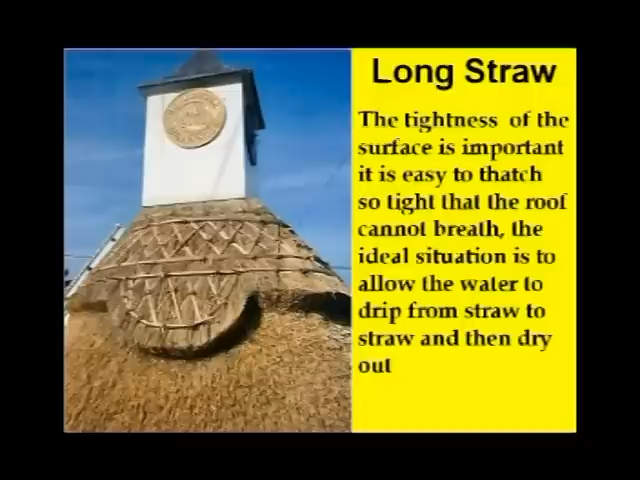 Long Straw
The tightness of the
surface is important
it is easy to thatch
so tight that the roof
cannot breath, the
ideal situation is to
allow the water to
drip from straw to
straw and then dry
out